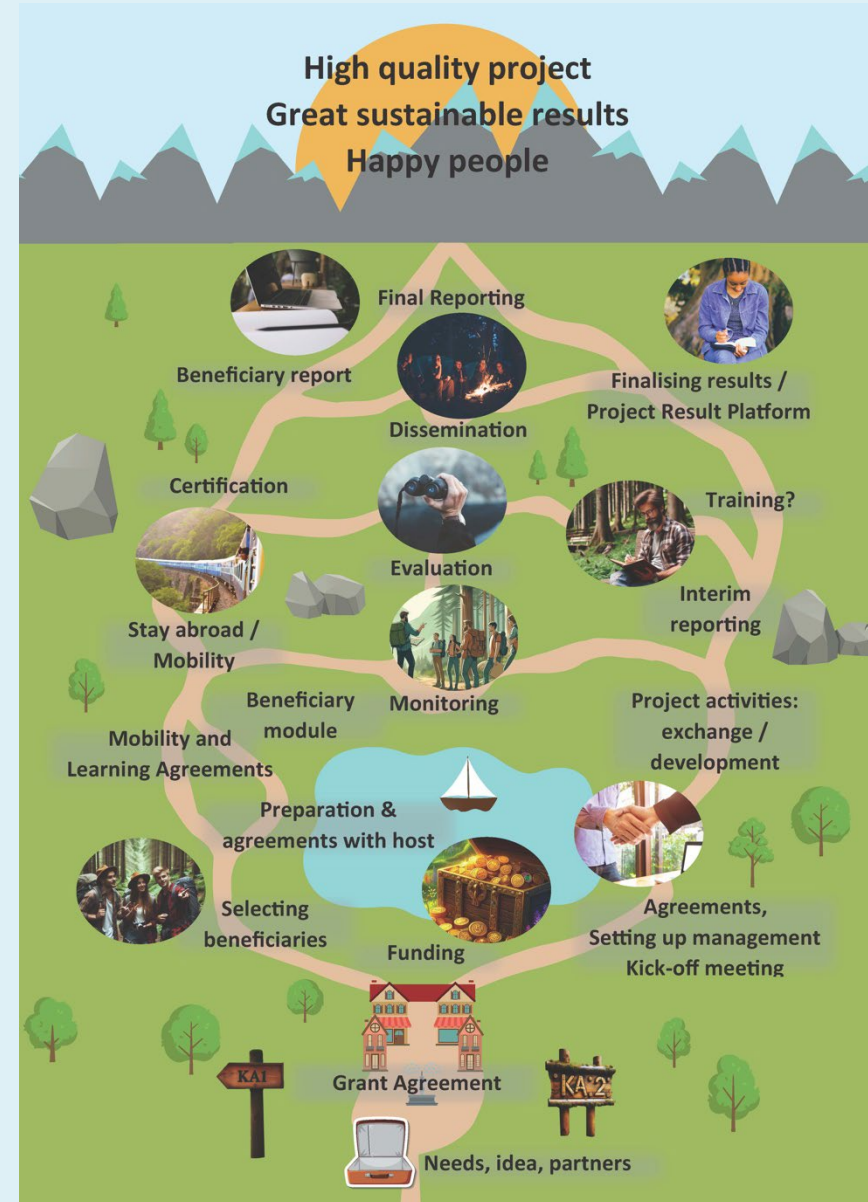 High quality project
Great sustainable results
Happy people
Final Reporting
Beneficiary report
Finalising results /
Project Result Platform
Dissemination
Certification
Training?
Evaluation
Interim
reporting
Stay abroad /
Mobility
Beneficiary
module
Monitoring
Project activities:
exchange /
development
Mobility and
Learning Agreements
Preparation &
agreements with host
Selecting
beneficiaries
Funding
Agreements,
Setting up management
Kick-off meeting
KA1
Grant Agreement
KA 2
Needs, idea, partners